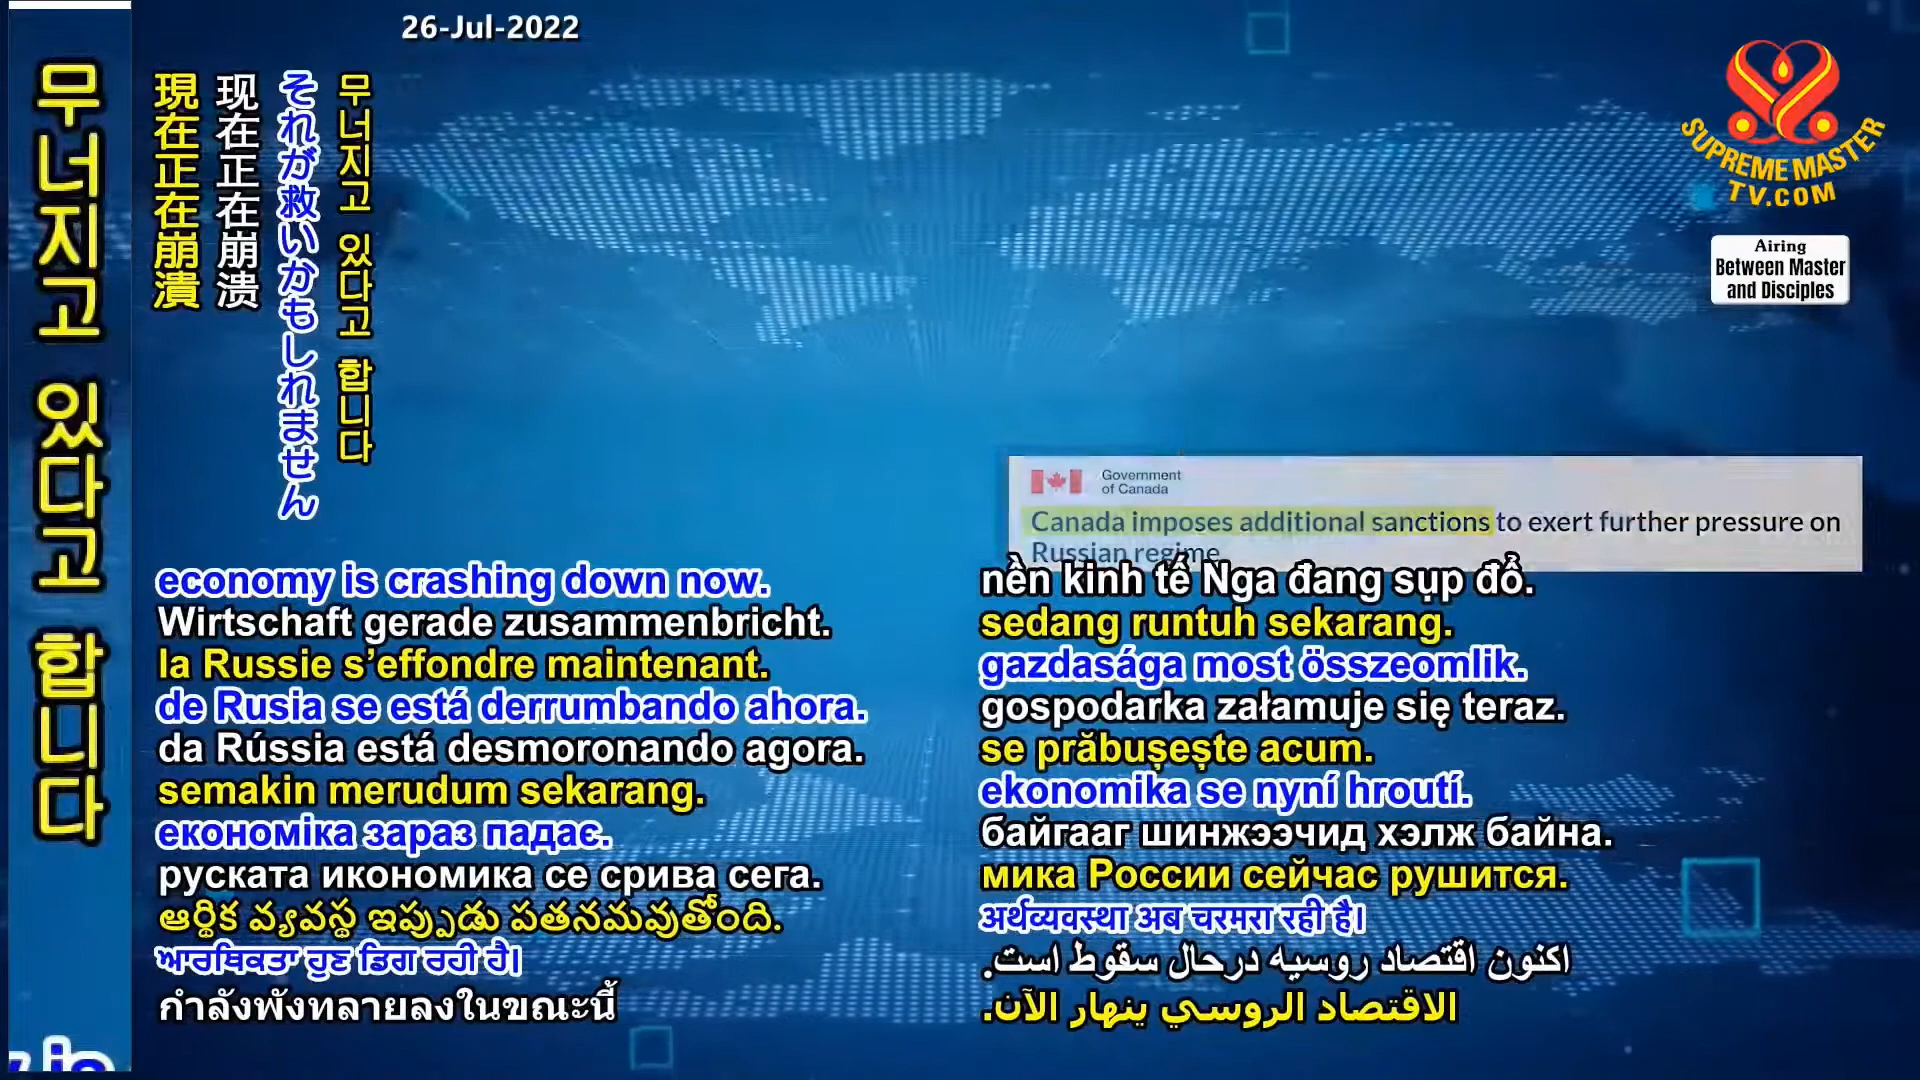 26-Jul-2022
무너지고 있다고 합니다
現在正在崩潰
现在正在崩溃
それが救いかもしれません
무너지고 있다고 합니다
SUPREME MASTER
TV.COM
Airing
Between Master
and Disciples
Government
of Canada
Canada imposes additional sanctions to exert further pressure on
Russian regime
economy is crashing down now.
Wirtschaft gerade zusammenbricht.
la Russie s’effondre maintenant.
de Rusia se está derrumbando ahora.
da Rússia está desmoronando agora.
semakin merudum sekarang.
економіка зараз падає.
руската икономика се срива сега.
ఆర్థిక వ్యవస్థ ఇప్పుడు పతనమవుతోంది.
ਆਰਥਿਕਤਾ ਹੁਣ ਡਿਗ ਰਹੀ ਹੈ।
กำลังพังทลายลงในขณะนี้
nền kinh tế Nga đang sụp đổ.
sedang runtuh sekarang.
gazdasága most összeomlik.
gospodarka załamuje się teraz.
se prăbușește acum.
ekonomika se nyní hroutí.
байгааг шинжээчид хэлж байна.
мика России сейчас рушится.
अर्थव्यवस्था अब चरमरा रही है।
اکنون اقتصاد روسیه درحال سقوط است.
الاقتصاد الروسي ينهار الآن.